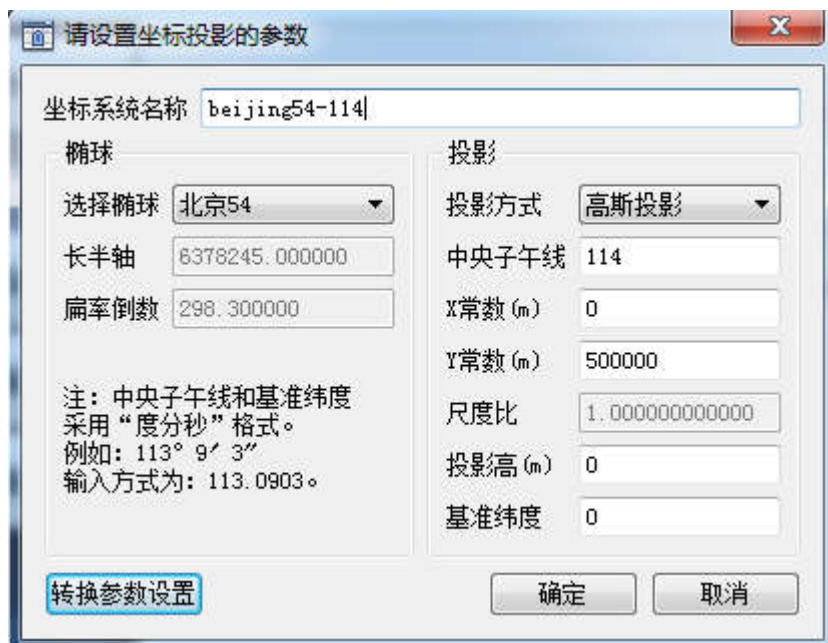 请设置坐标投影的参数
坐标系统名称 beijing54-114
椭球
选择椭球 北京54
长半轴 6378245.000000
扁率倒数 298.300000
注：中央子午线和基准纬度
采用“度分秒”格式。
例如：113° 9′ 3″
输入方式为：113.0903。
投影
投影方式 高斯投影
中央子午线 114
X常数(m) 0
Y常数(m) 500000
尺度比 1.000000000000
投影高(m) 0
基准纬度 0
转换参数设置
确定
取消